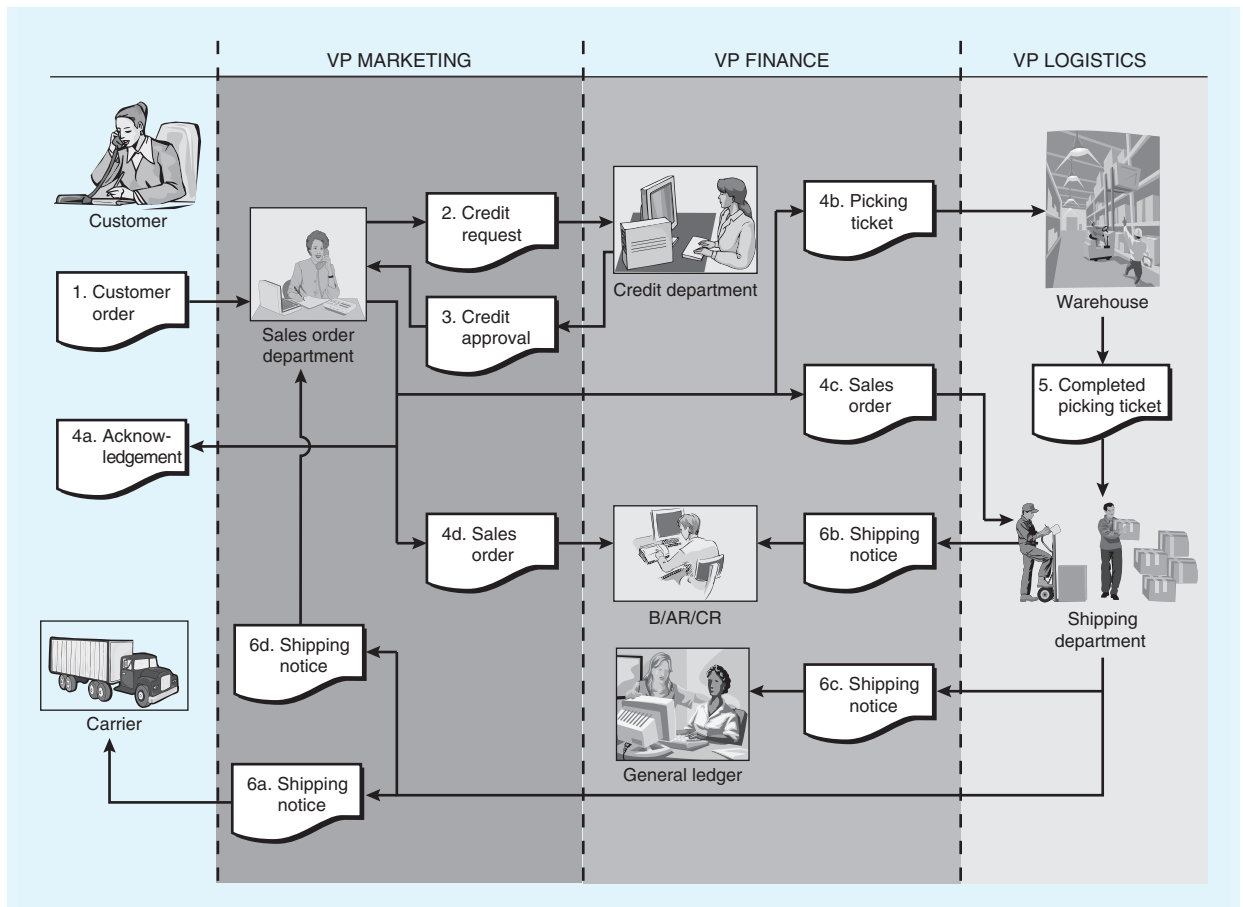 VP MARKETING
VP FINANCE
VP LOGISTICS
Customer
1. Customer
order
Sales order
department
2. Credit
request
3. Credit
approval
Credit department
4b. Picking
ticket
Warehouse
4a. Acknow-
ledgement
4c. Sales
order
5. Completed
picking ticket
4d. Sales
order
B/AR/CR
6b. Shipping
notice
Shipping
department
Carrier
6d. Shipping
notice
General ledger
6c. Shipping
notice
6a. Shipping
notice